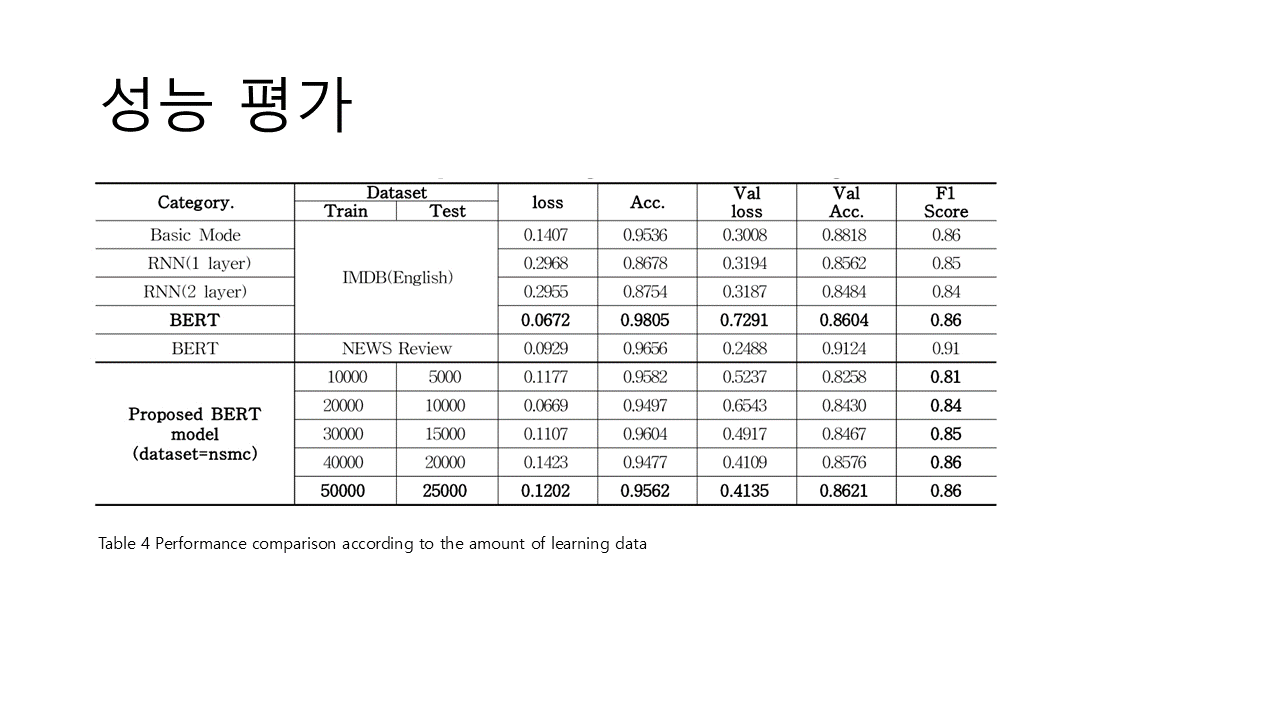 성능 평가
Category. Dataset loss Acc. Val loss Val Acc. F1 Score
Train Test
Basic Mode IMDB(English) 0.1407 0.9536 0.3008 0.8818 0.86
RNN(1 layer) 0.2968 0.8678 0.3194 0.8562 0.85
RNN(2 layer) 0.2955 0.8754 0.3187 0.8484 0.84
BERT 0.0672 0.9805 0.7291 0.8604 0.86
BERT NEWS Review 0.0929 0.9656 0.2488 0.9124 0.91
Proposed BERT model (dataset=nsmc) 10000 5000 0.1177 0.9582 0.5237 0.8258 0.81
20000 10000 0.0669 0.9497 0.6543 0.8430 0.84
30000 15000 0.1107 0.9604 0.4917 0.8467 0.85
40000 20000 0.1423 0.9477 0.4109 0.8576 0.86
50000 25000 0.1202 0.9562 0.4135 0.8621 0.86
Table 4 Performance comparison according to the amount of learning data